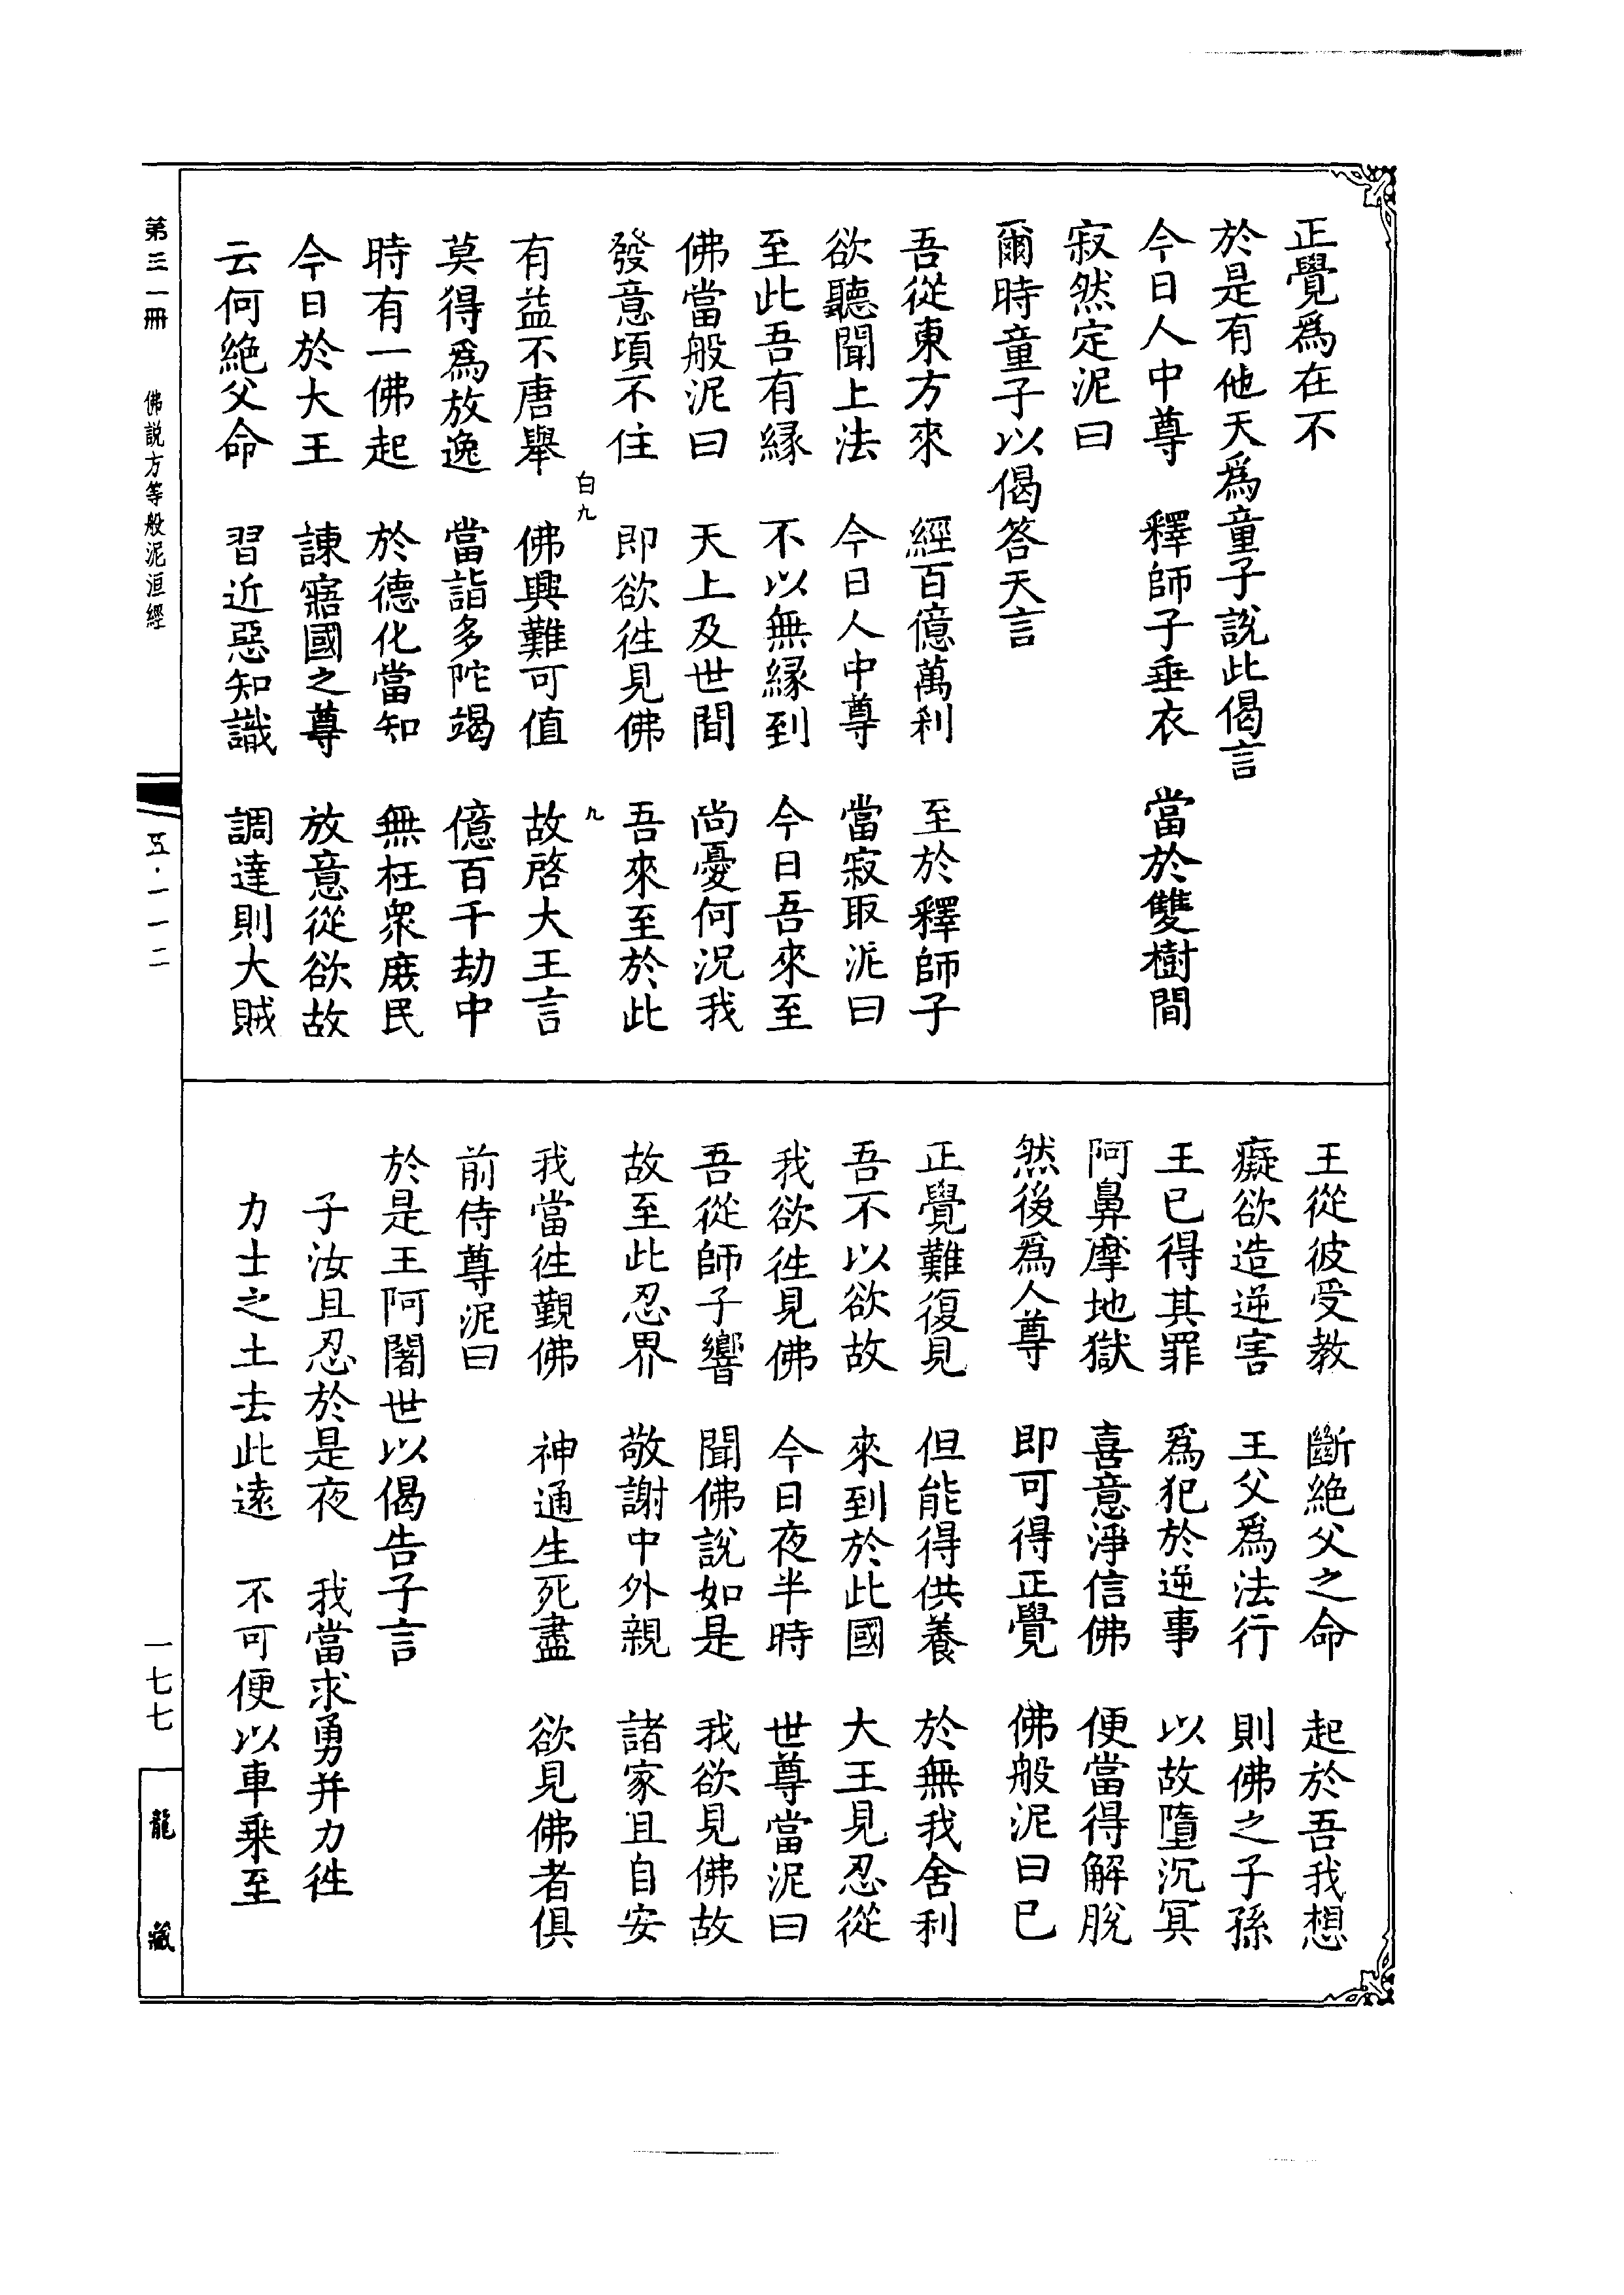 正覺爲在不
於是有他天爲童子說此偈言
今日人中尊　釋師子垂衣　當於雙樹間
寂然定泥曰
爾時童子以偈答天言
吾從東方來　經百億萬刹　至於釋師子
欲聽聞上法　今日人中尊　當寂取泥曰
至此吾有緣　不以無緣到　今日吾來至
佛當般泥曰　天上及世間　尚憂何況我
發意頃不住　即欲徃見佛　吾來至於此
白九　九
有益不唐舉　佛興難可值　故啓大王言
莫得爲放逸　當詣多陀竭　億百千劫中
時有一佛起　於德化當知　無枉衆庶民
今日於大王　諫寤國之尊　放意從欲故
云何絶父命　習近惡知識　調達則大賊
王從彼受教　斷絶父之命　起於吾我想
癡欲造逆害　王父爲法行　則佛之子孫
王已得其罪　爲犯於逆事　以故墮沉冥
阿鼻摩地獄　喜意淨信佛　便當得解脫
然後爲人尊　即可得正覺　佛般泥曰已
正覺難復見　但能得供養　於無我舍利
吾不以欲故　來到於此國　大王見忍從
我欲徃見佛　今日夜半時　世尊當泥曰
吾從師子響　聞佛說如是　我欲見佛故
故至此忍界　敬謝中外親　諸家且自安
我當徃覲佛　神通生死盡　欲見佛者俱
前侍尊泥曰
於是王阿闍世以偈告子言
子汝且忍於是夜　我當求勇并力徃
力士之土去此遠　不可便以車乘至
第三一冊　佛說方等般泥洹經　五·一一二　一七七　龍藏